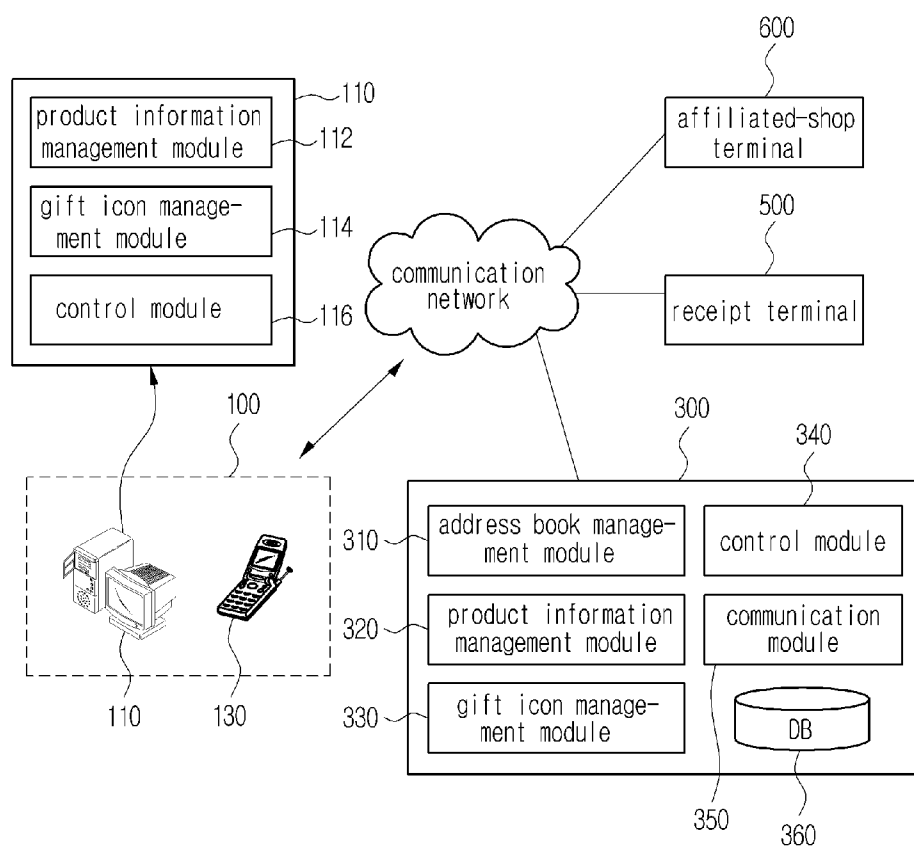 600
110
product information
management module
112
affiliated-shop
terminal
gift icon manage-
ment module
114
500
communication
network
control module
116
receipt terminal
100
300
340
310
address book manage-
ment module
control module
320
product information
management module
communication
module
330
gift icon manage-
ment module
DB
110
130
350
360